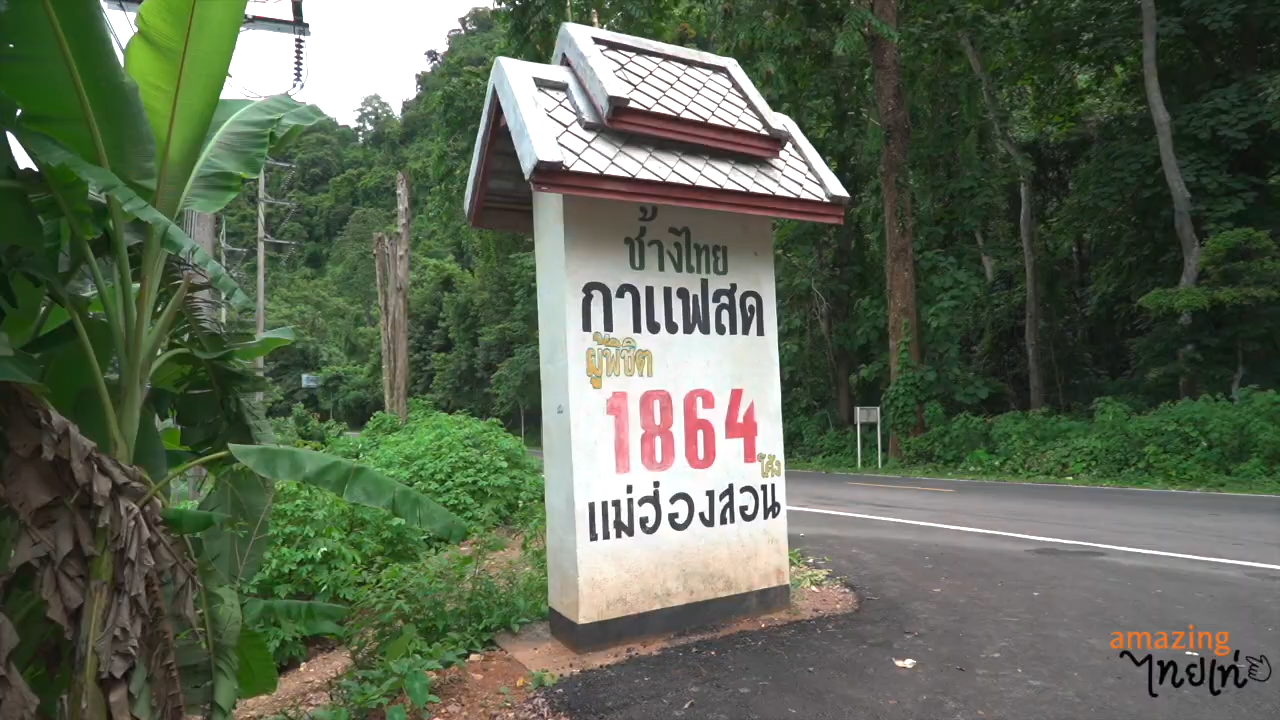 ช้างไทย
กาแฟสด
ผู้พิชิต
1864
โค้ง
แม่ฮ่องสอน
amazing
ไทยเท่